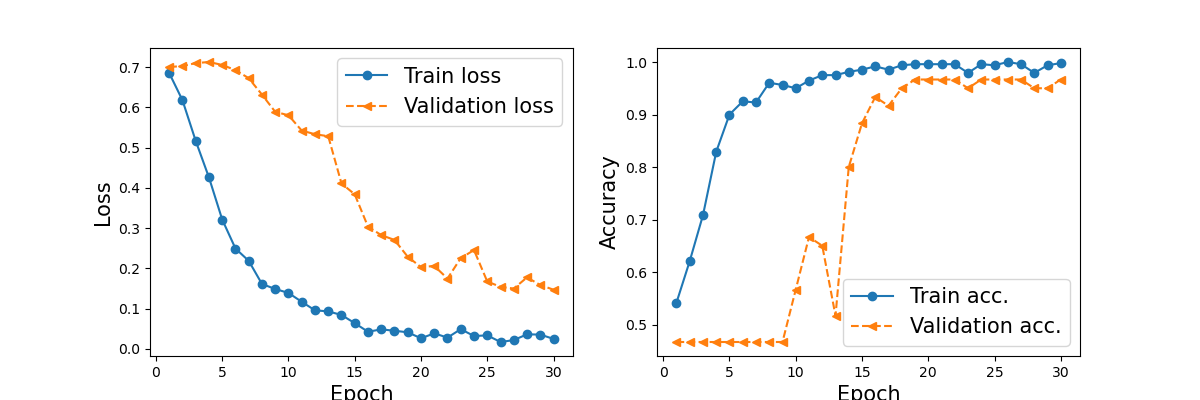 0.7
0.6
0.5
0.4
0.3
0.2
0.1
0.0
Loss
0 5 10 15 20 25 30
Epoch
Train loss
Validation loss
1.0
0.9
0.8
0.7
0.6
0.5
Accuracy
0 5 10 15 20 25 30
Epoch
Train acc.
Validation acc.